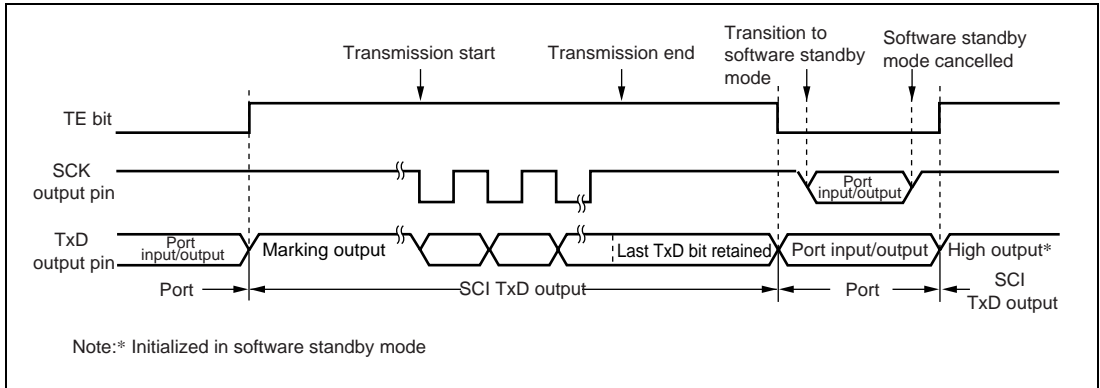 Transmission start
Transmission end
Transition to
software standby
mode
Software standby
mode cancelled
TE bit
SCK
output pin
Port
input/output
TxD
output pin
Port
input/output
Marking output
Last TxD bit retained
Port input/output
High output*
Port
SCI TxD output
Port
SCI
TxD output
Note:* Initialized in software standby mode